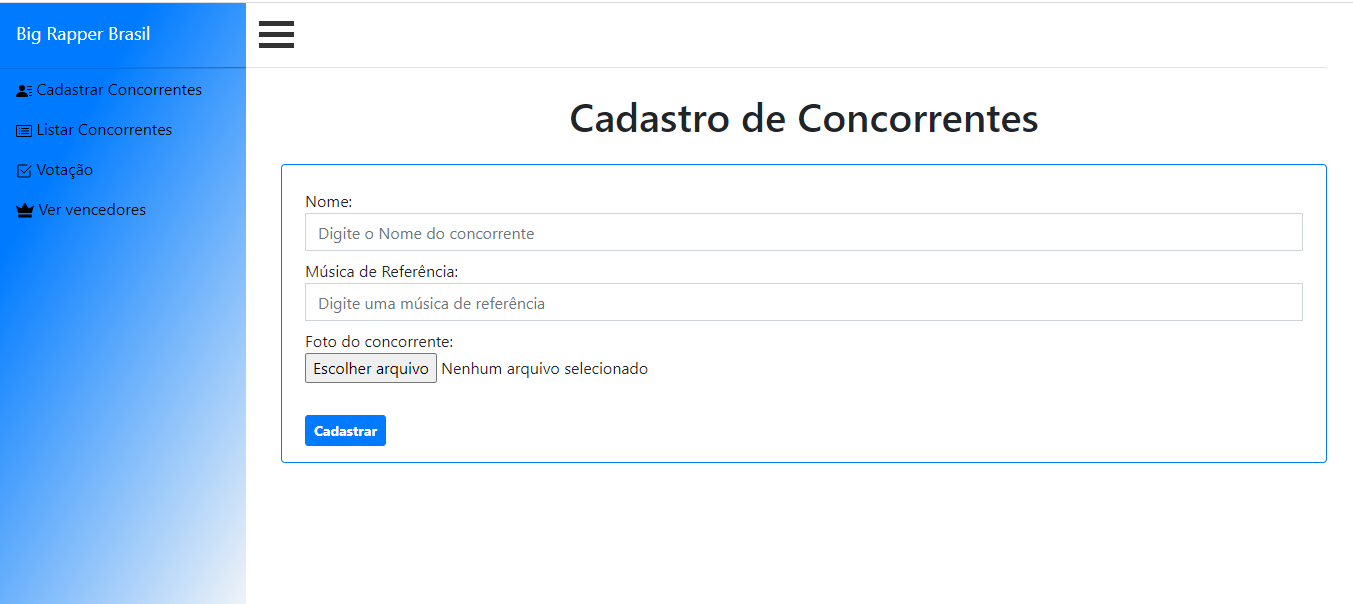 Big Rapper Brasil
Cadastrar Concorrentes
Listar Concorrentes
Votação
Ver vencedores
Cadastro de Concorrentes
Nome:
Digite o Nome do concorrente
Música de Referência:
Digite uma música de referência
Foto do concorrente:
Escolher arquivo Nenhum arquivo selecionado
Cadastrar